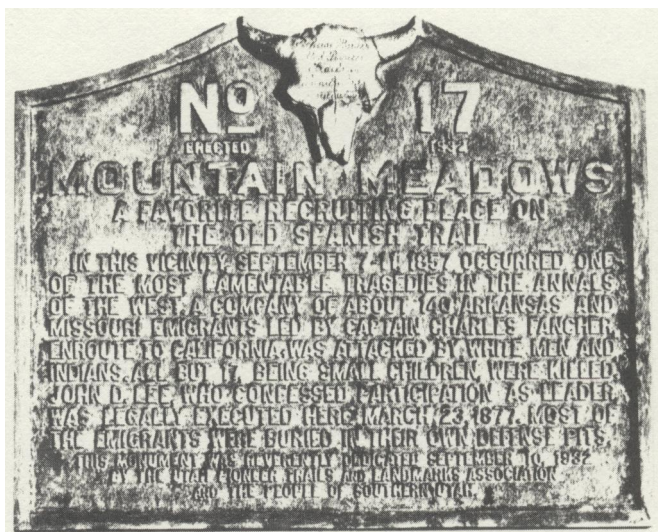 No 17
ERECTED 1932
MOUNTAIN MEADOWS
A FAVORITE RECRUITING PLACE ON
THE OLD SPANISH TRAIL
IN THIS VICINITY, SEPTEMBER 7-11, 1857 OCCURRED ONE
OF THE MOST LAMENTABLE TRAGEDIES IN THE ANNALS
OF THE WEST. A COMPANY OF ABOUT 140 ARKANSAS AND
MISSOURI EMIGRANTS LED BY CAPTAIN CHARLES FANCHER,
ENROUTE TO CALIFORNIA, WAS ATTACKED BY WHITE MEN AND
INDIANS. ALL BUT 17, BEING SMALL CHILDREN, WERE KILLED.
JOHN D. LEE, WHO CONFESSED PARTICIPATION AS LEADER,
WAS LEGALLY EXECUTED HERE MARCH 23, 1877. MOST OF
THE EMIGRANTS WERE BURIED IN THEIR OWN DEFENSE PITS.
THIS MONUMENT WAS REVERENTLY DEDICATED SEPTEMBER 10, 1932
BY THE UTAH PIONEER TRAILS AND LANDMARKS ASSOCIATION
AND THE PEOPLE OF SOUTHERN UTAH.